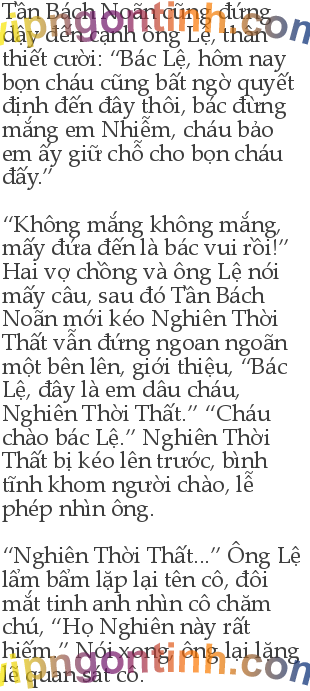 Tần Bách Noãn cũng đứng
dậy đến cạnh ông Lệ, thân
thiết cười: “Bác Lệ, hôm nay
bọn cháu cũng bất ngờ quyết
định đến đây thôi, bác đừng
mắng em Nhiễm, cháu bảo
em ấy giữ chỗ cho bọn cháu
đấy.”
“Không mắng không mắng,
mấy đứa đến là bác vui rồi!”
Hai vợ chồng và ông Lệ nói
mấy câu, sau đó Tần Bách
Noãn mới kéo Nghiên Thời
Thất vẫn đứng ngoan ngoãn
một bên lên, giới thiệu, “Bác
Lệ, đây là em dâu cháu,
Nghiên Thời Thất.” “Cháu
chào bác Lệ.” Nghiên Thời
Thất bị kéo lên trước, bình
tĩnh khom người chào, lễ
phép nhìn ông.
“Nghiên Thời Thất...” Ông Lệ
lẩm bẩm lặp lại tên cô, đôi
mắt tinh anh nhìn cô chăm
chú, “Họ Nghiên này rất
hiếm.” Nói xong, ông lại lặng
lẽ quan sát cô.
vipngontinh.com
vipngontinh.com